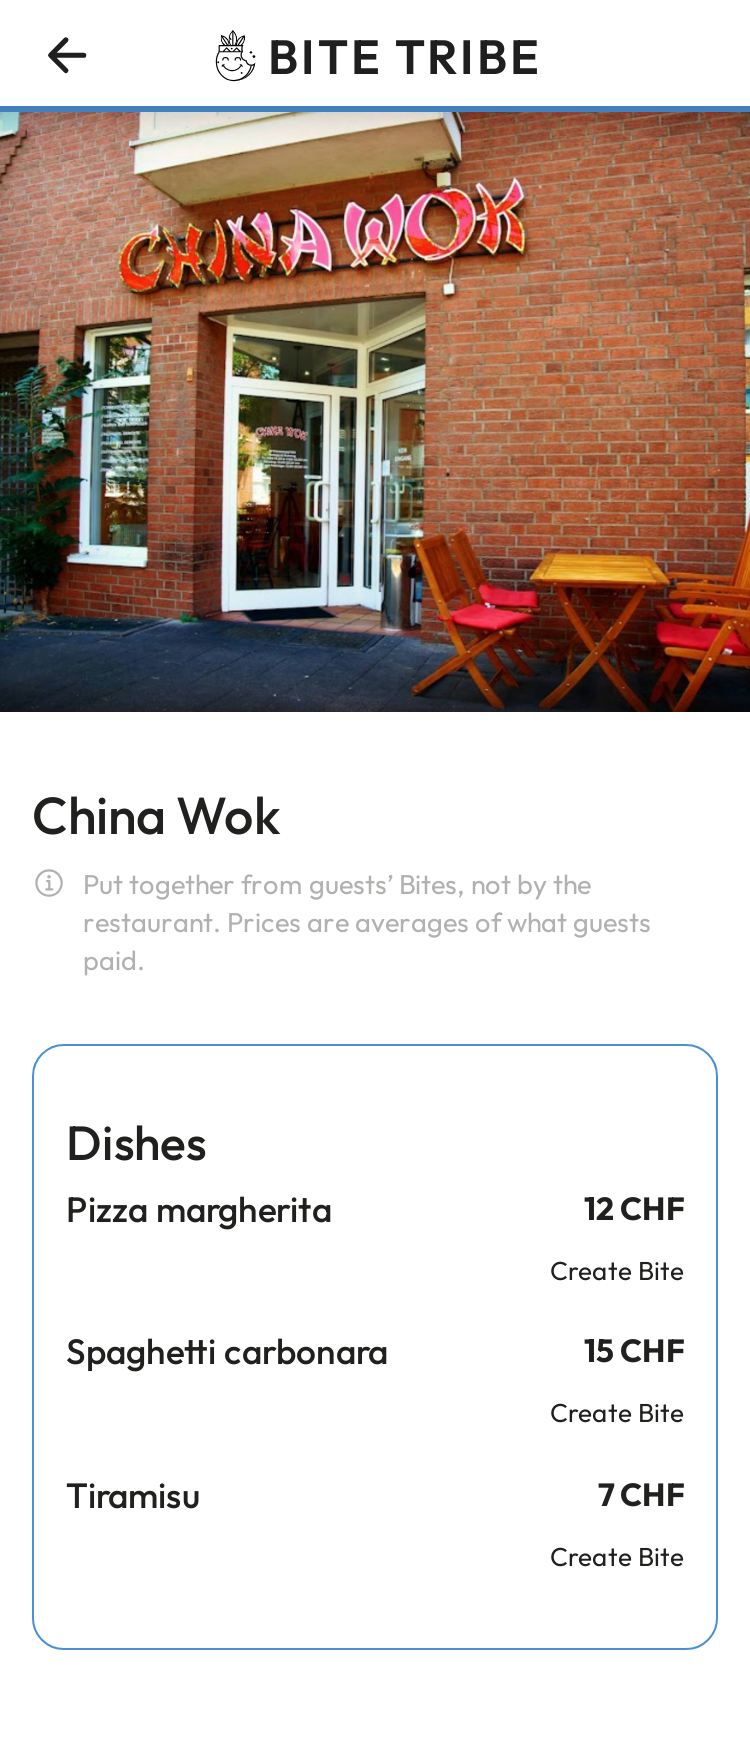 BITE TRIBE
CHINA WOK
CHINA WOK
China Wok
Put together from guests’ Bites, not by the
restaurant. Prices are averages of what guests
paid.
Dishes
Pizza margherita 12 CHF
Create Bite
Spaghetti carbonara 15 CHF
Create Bite
Tiramisu 7 CHF
Create Bite